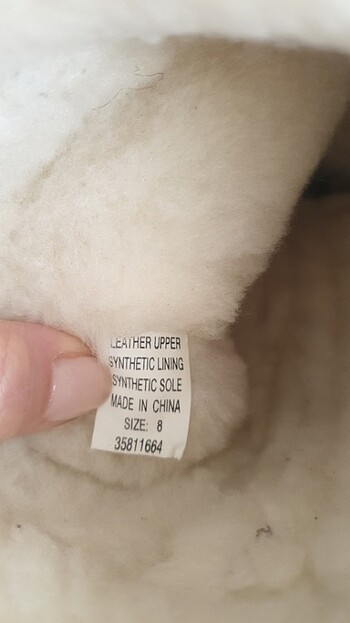 LEATHER UPPER
SYNTHETIC LINING
SYNTHETIC SOLE
MADE IN CHINA
SIZE: 8
35811664